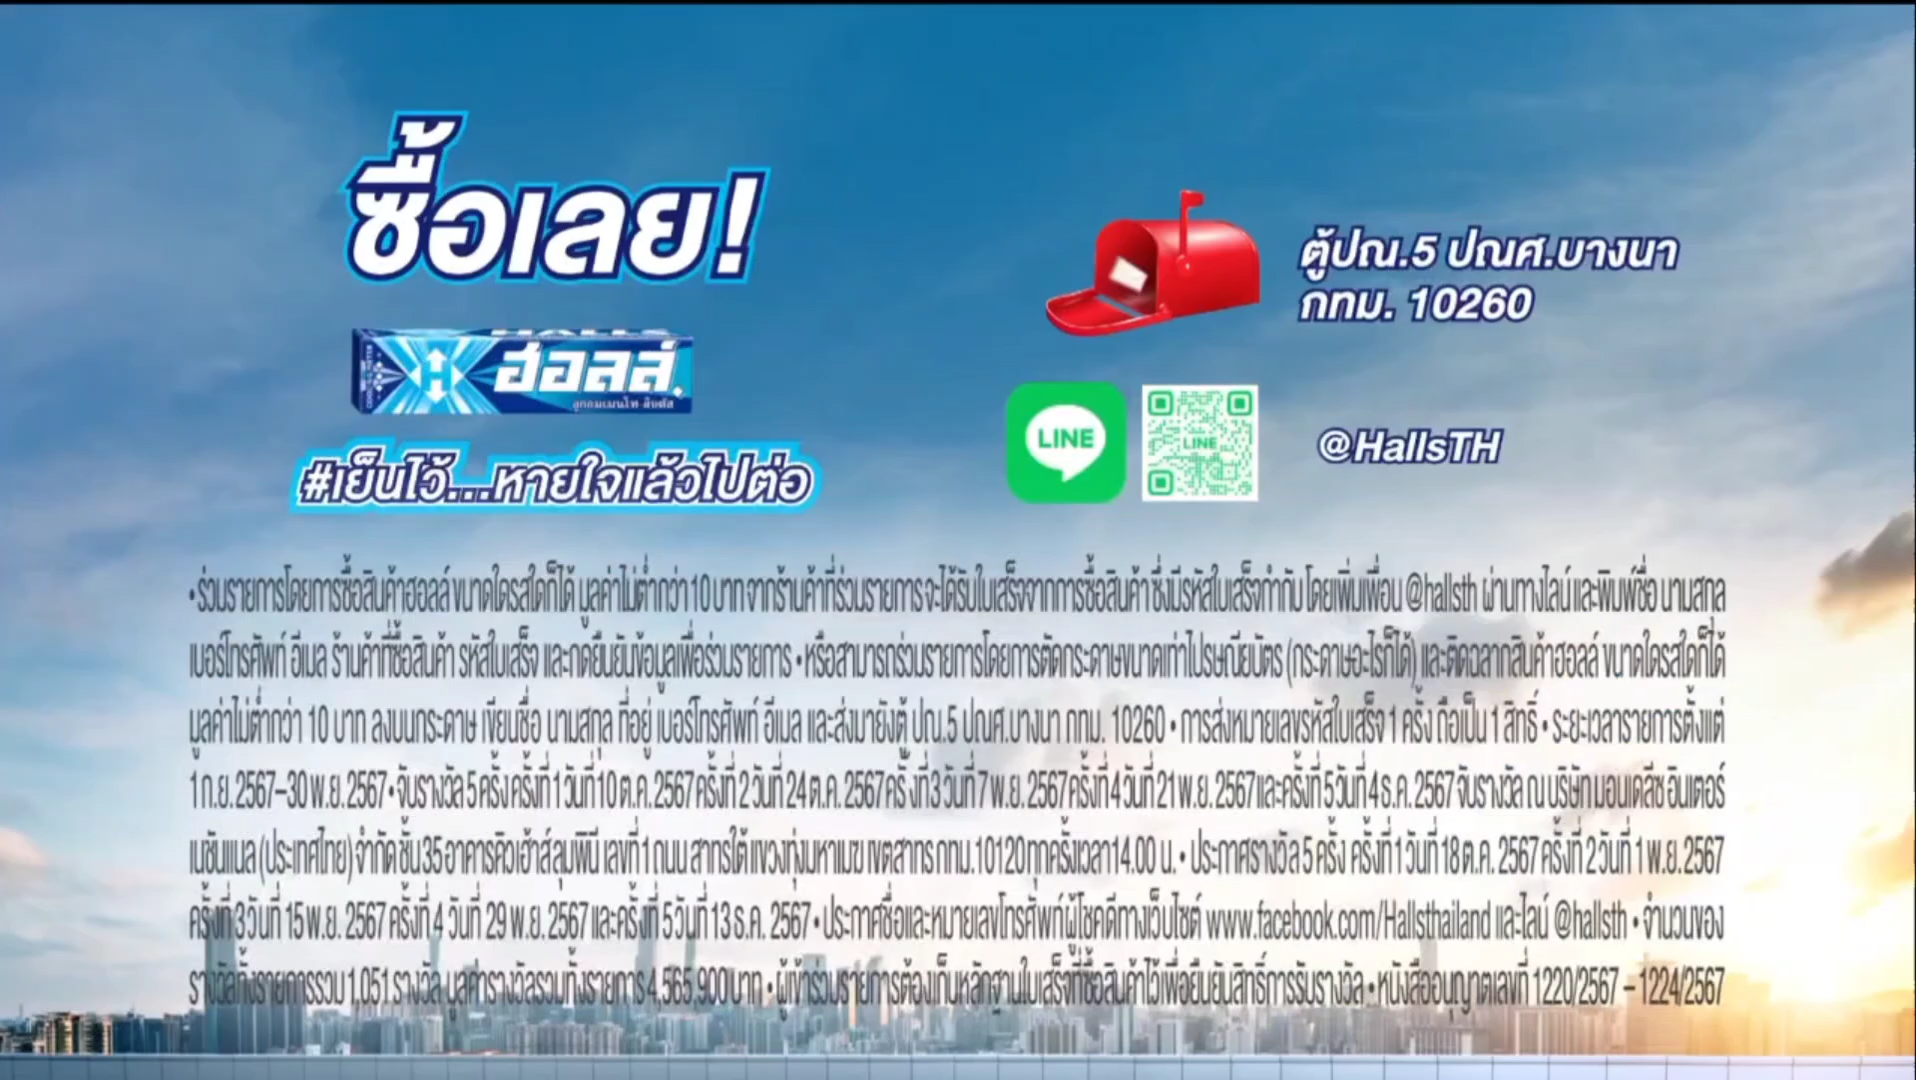 ซื้อเลย!
ฮอลล์
ลูกอมเมนโท-ลิปตัส
#เย็นไว้...หายใจแล้วไปต่อ
ตู้ปณ.5 ปณศ.บางนา
กทม. 10260
LINE
LINE
@HallsTH
• ร่วมรายการโดยการซื้อสินค้าฮอลล์ ขนาดใดรสใดก็ได้ มูลค่าไม่ต่ำกว่า 10 บาท จากร้านค้าที่ร่วมรายการ จะได้รับใบเสร็จจากการซื้อสินค้า ซึ่งมีรหัสใบเสร็จกำกับ โดยเพิ่มเพื่อน @hallsth ผ่านทางไลน์ และพิมพ์ชื่อ นามสกุล
เบอร์โทรศัพท์ อีเมล ร้านค้าที่ซื้อสินค้า รหัสใบเสร็จ และกดยืนยันข้อมูลเพื่อร่วมรายการ • หรือสามารถร่วมรายการโดยการตัดกระดาษขนาดเท่าไปรษณียบัตร (กระดาษอะไรก็ได้) และติดฉลากสินค้าฮอลล์ ขนาดใดรสใดก็ได้
มูลค่าไม่ต่ำกว่า 10 บาท ลงบนกระดาษ เขียนชื่อ นามสกุล ที่อยู่ เบอร์โทรศัพท์ อีเมล และส่งมายังตู้ ปณ.5 ปณศ.บางนา กทม. 10260 • การส่งหมายเลขรหัสใบเสร็จ 1 ครั้ง ถือเป็น 1 สิทธิ์ • ระยะเวลารายการตั้งแต่
1 ก.ย. 2567–30 พ.ย. 2567 • จับรางวัล 5 ครั้ง ครั้งที่ 1 วันที่ 10 ต.ค. 2567 ครั้งที่ 2 วันที่ 24 ต.ค. 2567 ครั้งที่ 3 วันที่ 7 พ.ย. 2567 ครั้งที่ 4 วันที่ 21 พ.ย. 2567 และครั้งที่ 5 วันที่ 4 ธ.ค. 2567 จับรางวัล ณ บริษัท มอนเดลีซ อินเตอร์
เนชันแนล (ประเทศไทย) จำกัด ชั้น 35 อาคารคิวเฮ้าส์ ลุมพินี เลขที่ 1 ถนน สาทรใต้ แขวงทุ่งมหาเมฆ เขตสาทร กทม. 10120 ทุกครั้งเวลา 14.00 น. • ประกาศรางวัล 5 ครั้ง ครั้งที่ 1 วันที่ 18 ต.ค. 2567 ครั้งที่ 2 วันที่ 1 พ.ย. 2567
ครั้งที่ 3 วันที่ 15 พ.ย. 2567 ครั้งที่ 4 วันที่ 29 พ.ย. 2567 และครั้งที่ 5 วันที่ 13 ธ.ค. 2567 • ประกาศชื่อและหมายเลขโทรศัพท์ผู้โชคดีทางเว็บไซต์ www.facebook.com/Hallsthailand และไลน์ @hallsth • จำนวนของ
รางวัลทั้งรายการรวม 1,051 รางวัล มูลค่ารางวัลรวมทั้งรายการ 4,565,900 บาท • ผู้เข้าร่วมรายการต้องเก็บหลักฐานใบเสร็จที่ซื้อสินค้าไว้เพื่อยืนยันสิทธิ์การรับรางวัล • หนังสืออนุญาตเลขที่ 1220/2567 – 1224/2567